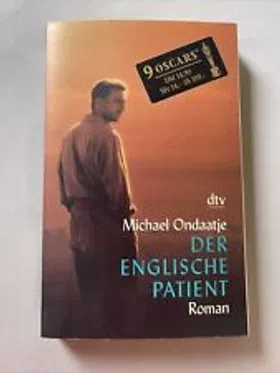 9 OSCARS
dtv
Michael Ondaatje
DER
ENGLISCHE
PATIENT
Roman